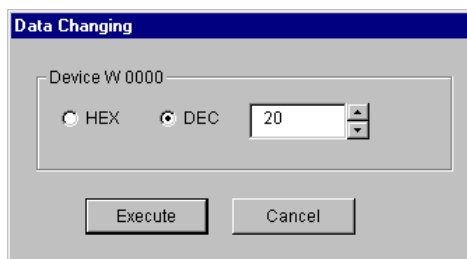 Data Changing
Device W 0000
HEX DEC 20
Execute Cancel